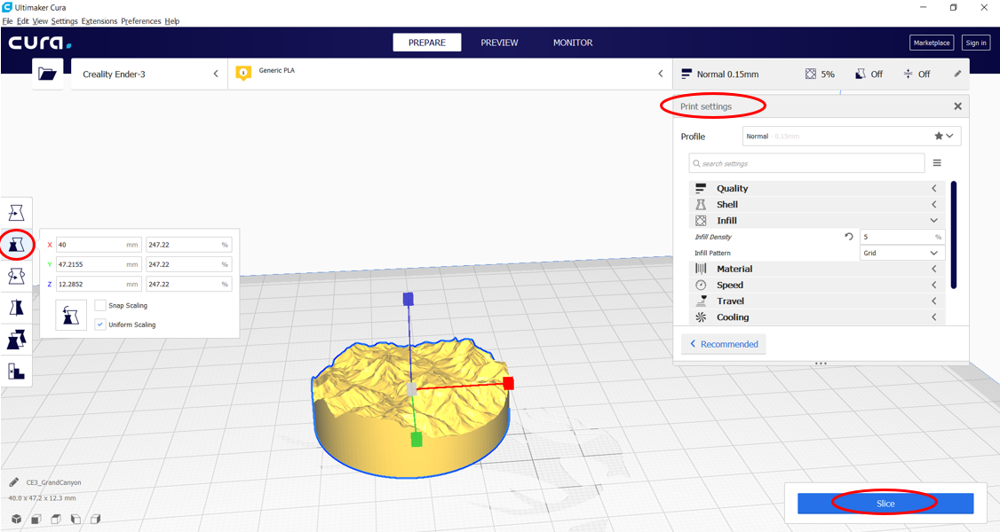 Ultimaker Cura
File Edit View Settings Extensions Preferences Help
cura.
PREPARE PREVIEW MONITOR
Marketplace Sign in
Creality Ender-3
1 Generic PLA
Normal 0.15mm 5% Off Off
Print settings
Profile Normal - 0.15mm
search settings
Quality
Shell
Infill
Infill Density 5 %
Infill Pattern Grid
Material
Speed
Travel
Cooling
Recommended
X 40 mm 247.22 %
Y 47.2155 mm 247.22 %
Z 12.2852 mm 247.22 %
Snap Scaling
Uniform Scaling
CE3_GrandCanyon
40.0 x 47.2 x 12.3 mm
Slice